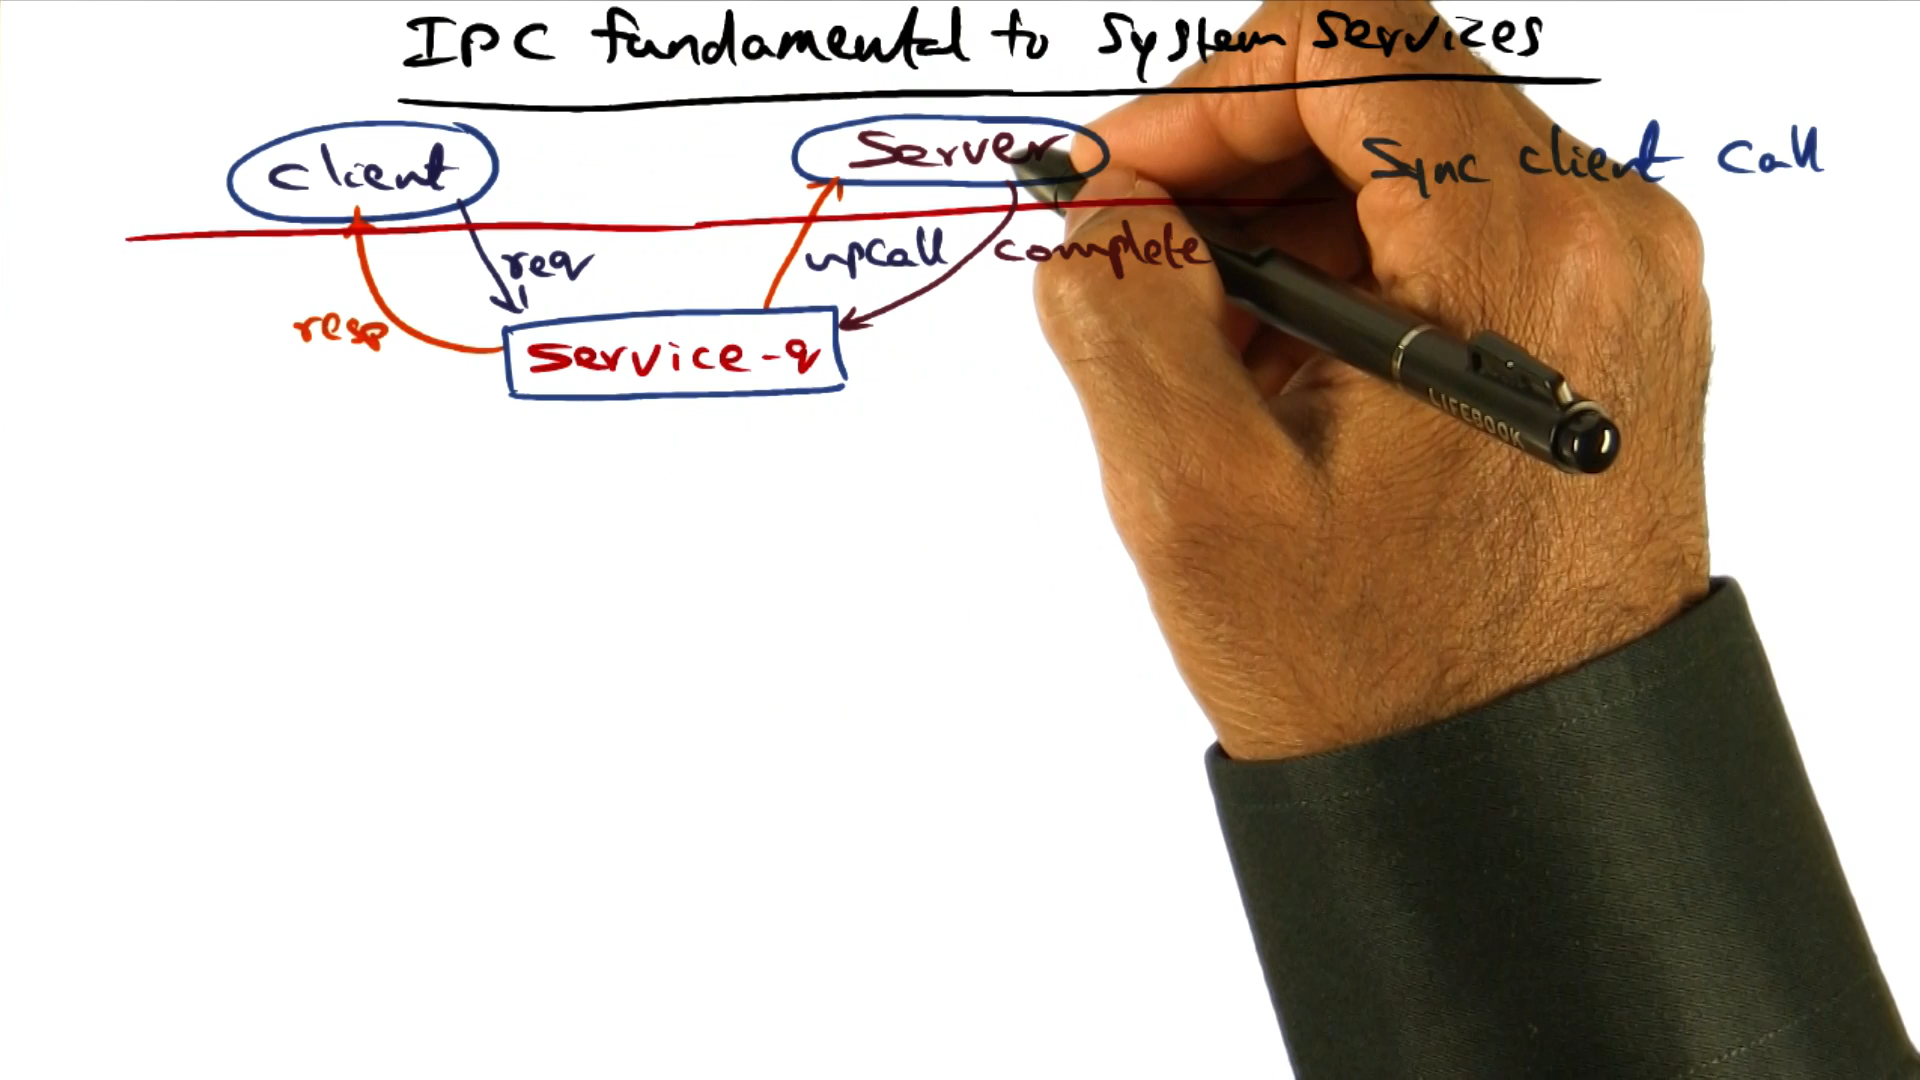 IPC fundamental to System Services
client
Server
Sync client call
req
upcall
complete
resp
Service-q
LIFEBOOK